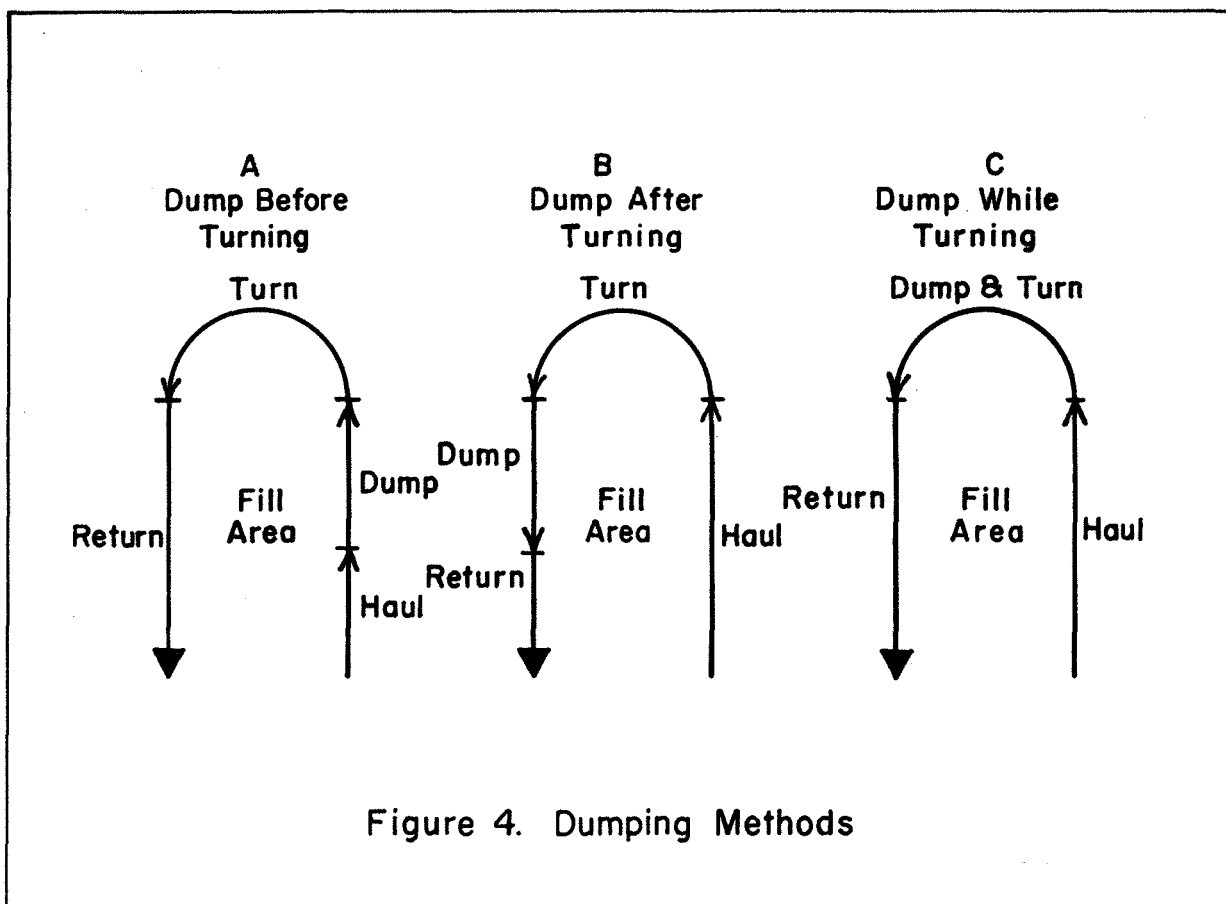 A
Dump Before
Turning
Turn
Return
Fill
Area
Dump
Haul
B
Dump After
Turning
Turn
Dump
Return
Fill
Area
Haul
C
Dump While
Turning
Dump & Turn
Return
Fill
Area
Haul
Figure 4. Dumping Methods